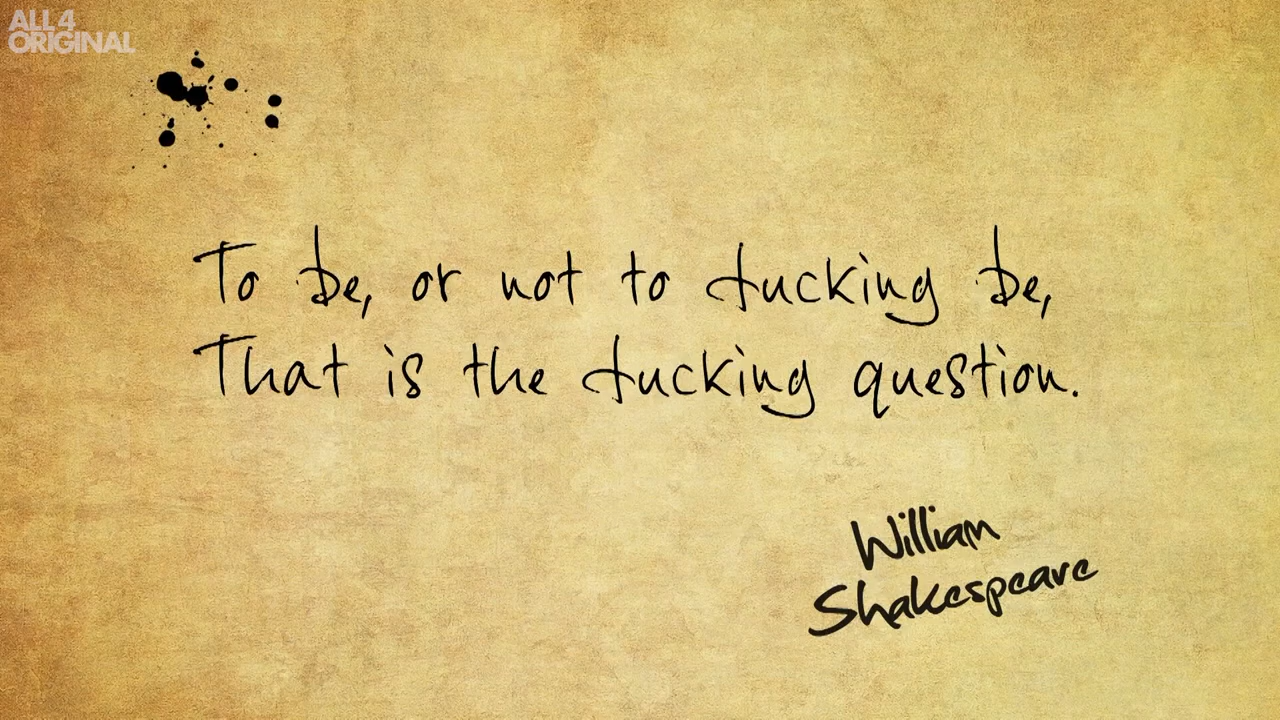 ALL 4
ORIGINAL
To be, or not to fucking be,
That is the fucking question.
William
Shakespeare